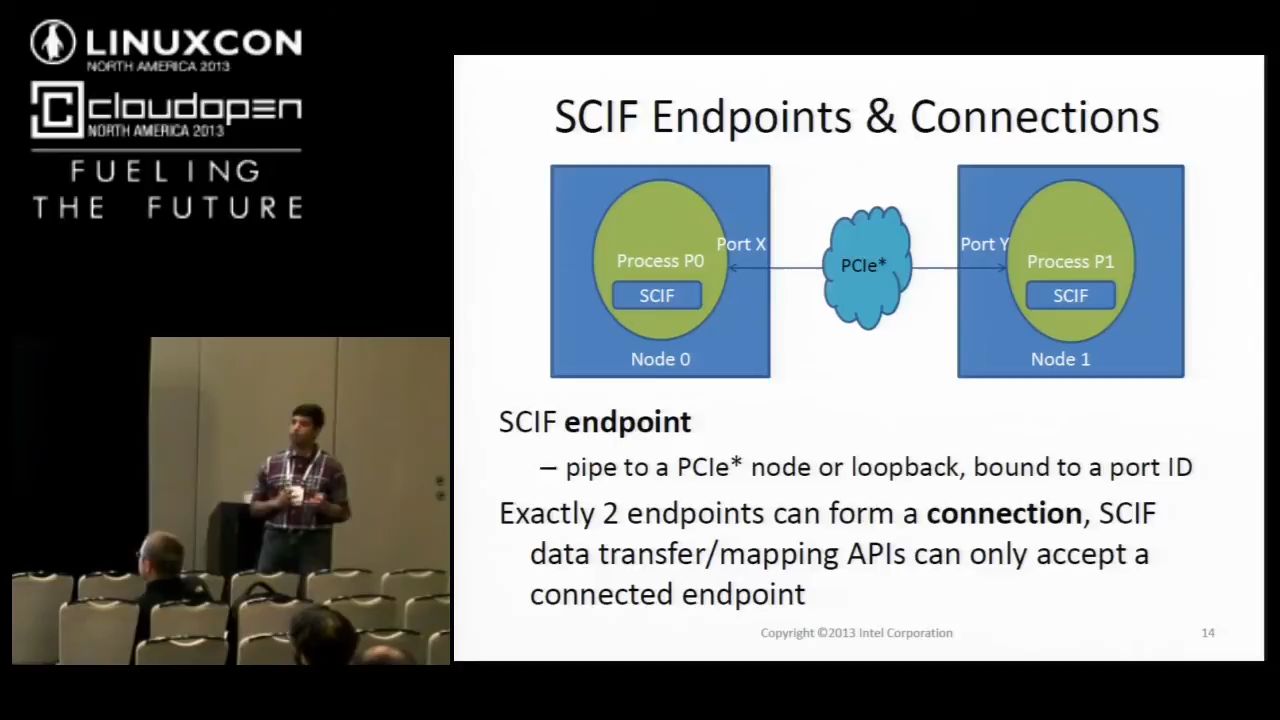 LINUXCON
NORTH AMERICA 2013
cloudopen
NORTH AMERICA 2013
FUELING
THE FUTURE
SCIF Endpoints & Connections
Port X
Process P0
SCIF
Node 0
PCIe*
Port Y
Process P1
SCIF
Node 1
SCIF endpoint
– pipe to a PCIe* node or loopback, bound to a port ID
Exactly 2 endpoints can form a connection, SCIF
data transfer/mapping APIs can only accept a
connected endpoint
Copyright ©2013 Intel Corporation
14